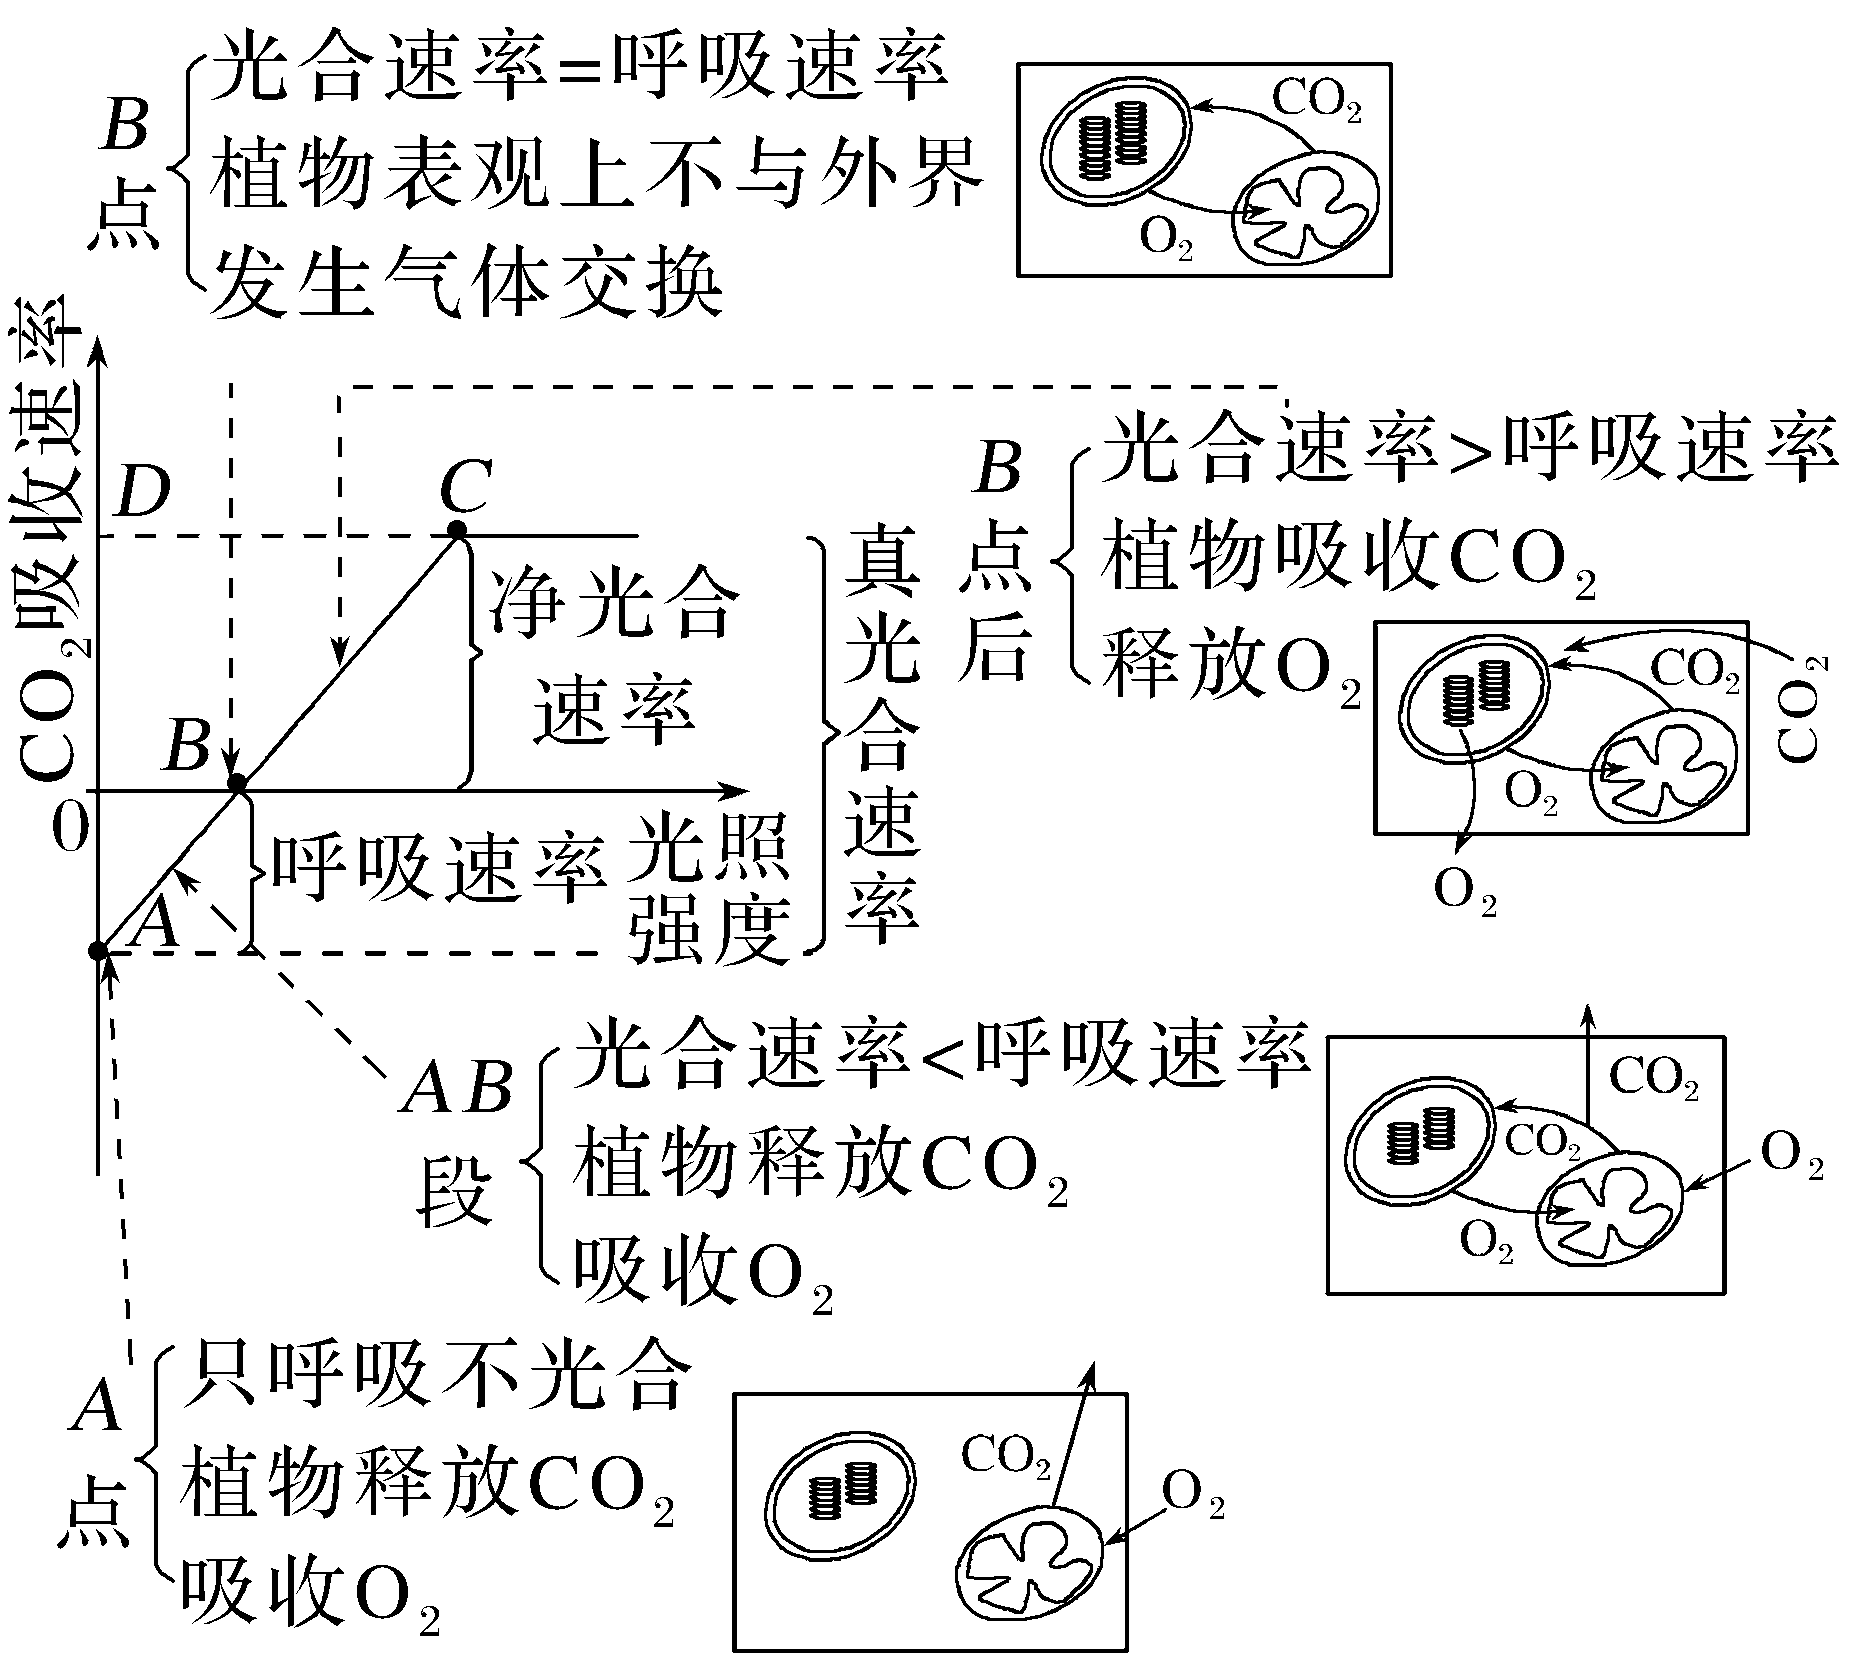 B点
光合速率=呼吸速率
植物表观上不与外界
发生气体交换
CO₂
O₂
CO₂吸收速率
D
C
B
A
0
净光合
速率
呼吸速率
光照
强度
真光合速率
B点后
光合速率>呼吸速率
植物吸收CO₂
释放O₂
CO₂
CO₂
O₂
O₂
AB
段
光合速率<呼吸速率
植物释放CO₂
吸收O₂
CO₂
CO₂
O₂
O₂
A点
只呼吸不光合
植物释放CO₂
吸收O₂
CO₂
O₂